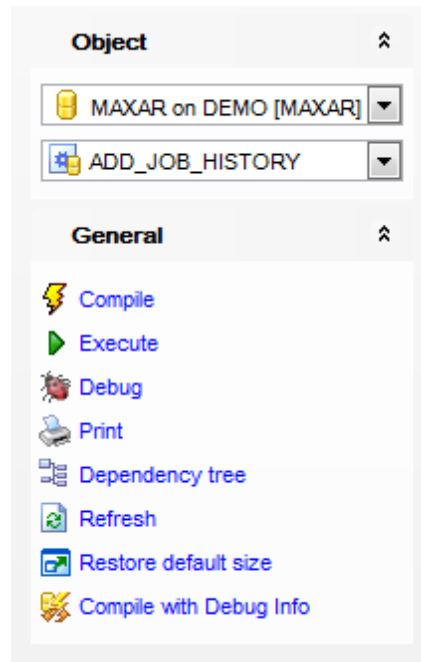 Object
MAXAR on DEMO [MAXAR]
ADD_JOB_HISTORY
General
Compile
Execute
Debug
Print
Dependency tree
Refresh
Restore default size
Compile with Debug Info